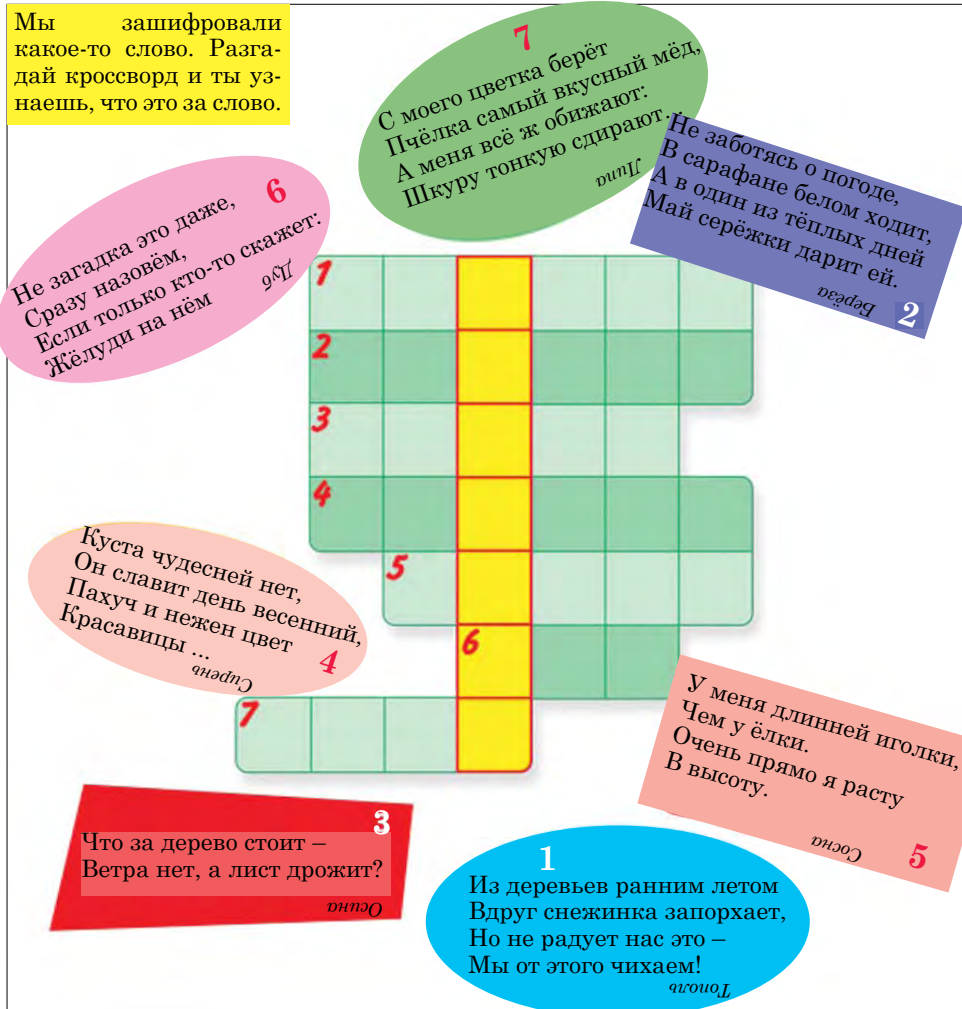 Мы зашифровали
какое-то слово. Разга-
дай кроссворд и ты уз-
наешь, что это за слово.
7
С моего цветка берёт
Пчёлка самый вкусный мёд,
А меня всё ж обижают:
Шкуру тонкую сдирают.
Липа
Не заботясь о погоде,
В сарафане белом ходит,
А в один из тёплых дней
Май серёжки дарит ей.
Берёза
2
6
Не загадка это даже,
Сразу назовём,
Если только кто-то скажет:
Жёлуди на нём
Дуб
1
2
3
4
5
6
7
Куста чудесней нет,
Он славит день весенний,
Пахуч и нежен цвет
Красавицы ...
4
Сирень
У меня длинней иголки,
Чем у ёлки.
Очень прямо я расту
В высоту.
Сосна
5
3
Что за дерево стоит –
Ветра нет, а лист дрожит?
Осина
1
Из деревьев ранним летом
Вдруг снежинка запорхает,
Но не радует нас это –
Мы от этого чихаем!
Тополь